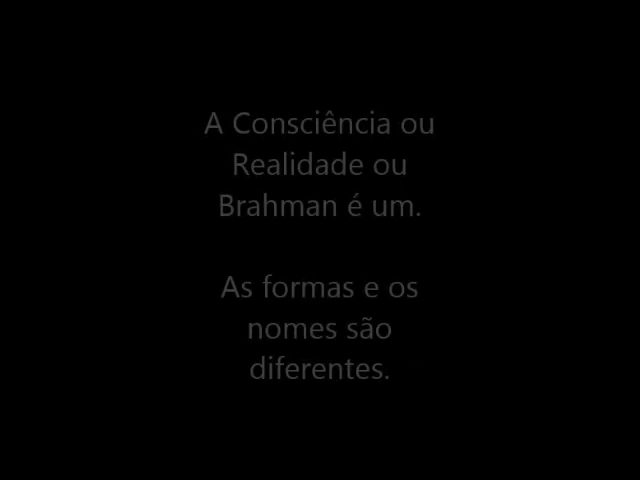 A Consciência ou
Realidade ou
Brahman é um.
As formas e os
nomes são
diferentes.